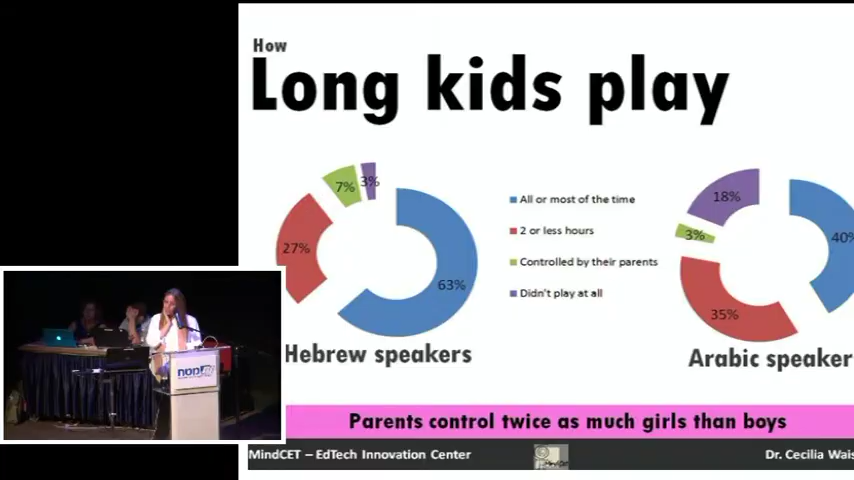 How
Long kids play
63%
27%
7%
3%
All or most of the time
2 or less hours
Controlled by their parents
Didn't play at all
40%
35%
3%
18%
Hebrew speakers
Arabic speaker
Parents control twice as much girls than boys
MindCET – EdTech Innovation Center
Dr. Cecilia Wais